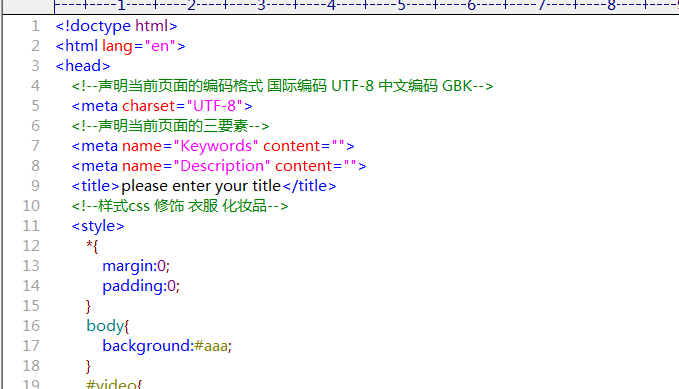 1 2 3 4 5 6 7 8
1 <!doctype html>
2 <html lang="en">
3 <head>
4 <!--声明当前页面的编码格式 国际编码 UTF-8 中文编码 GBK-->
5 <meta charset="UTF-8">
6 <!--声明当前页面的三要素-->
7 <meta name="Keywords" content="">
8 <meta name="Description" content="">
9 <title>please enter your title</title>
10 <!--样式css 修饰 衣服 化妆品-->
11 <style>
12 *{
13 margin:0;
14 padding:0;
15 }
16 body{
17 background:#aaa;
18 }
19 #video{